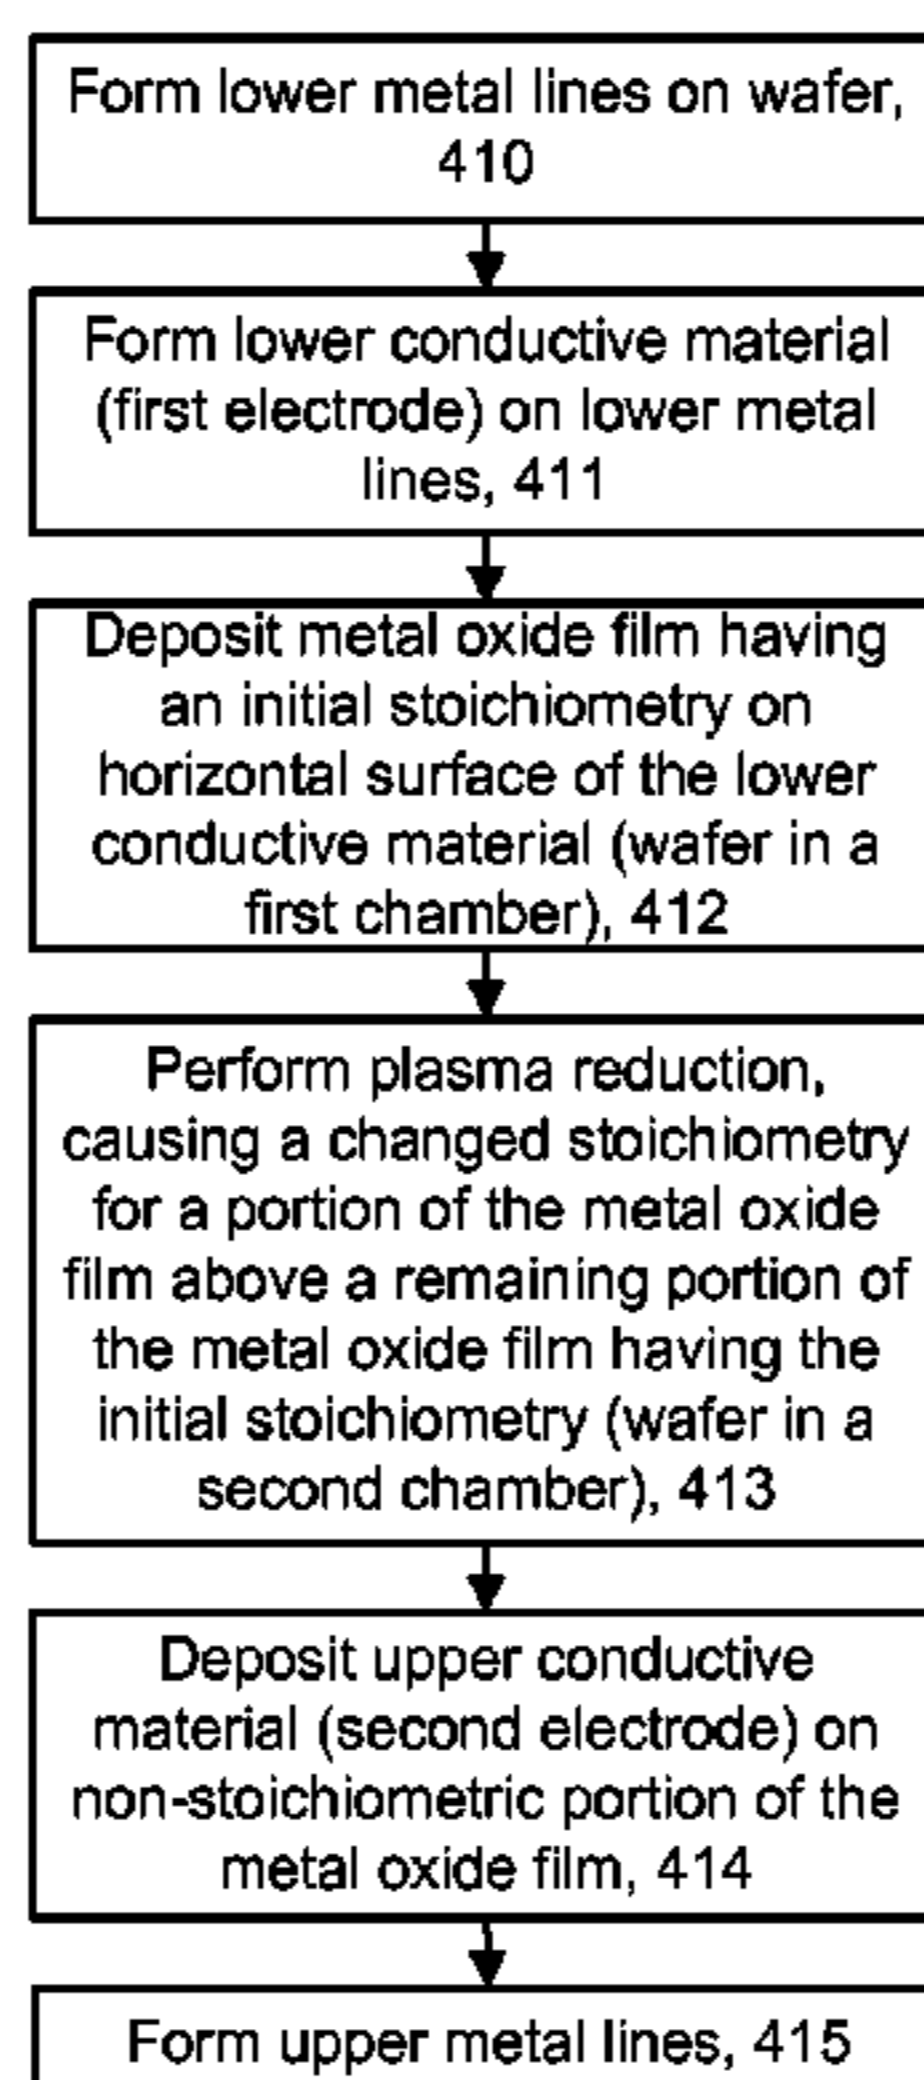 Form lower metal lines on wafer,
410
Form lower conductive material
(first electrode) on lower metal
lines, 411
Deposit metal oxide film having
an initial stoichiometry on
horizontal surface of the lower
conductive material (wafer in a
first chamber), 412
Perform plasma reduction,
causing a changed stoichiometry
for a portion of the metal oxide
film above a remaining portion of
the metal oxide film having the
initial stoichiometry (wafer in a
second chamber), 413
Deposit upper conductive
material (second electrode) on
non-stoichiometric portion of the
metal oxide film, 414
Form upper metal lines, 415